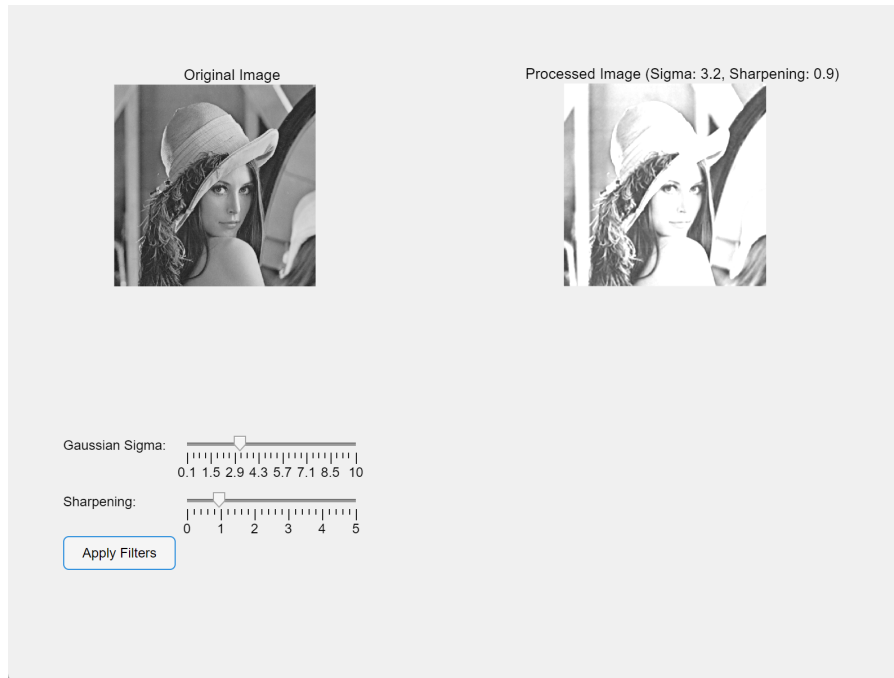 Original Image
Processed Image (Sigma: 3.2, Sharpening: 0.9)
Gaussian Sigma:
0.1 1.5 2.9 4.3 5.7 7.1 8.5 10
Sharpening:
0 1 2 3 4 5
Apply Filters